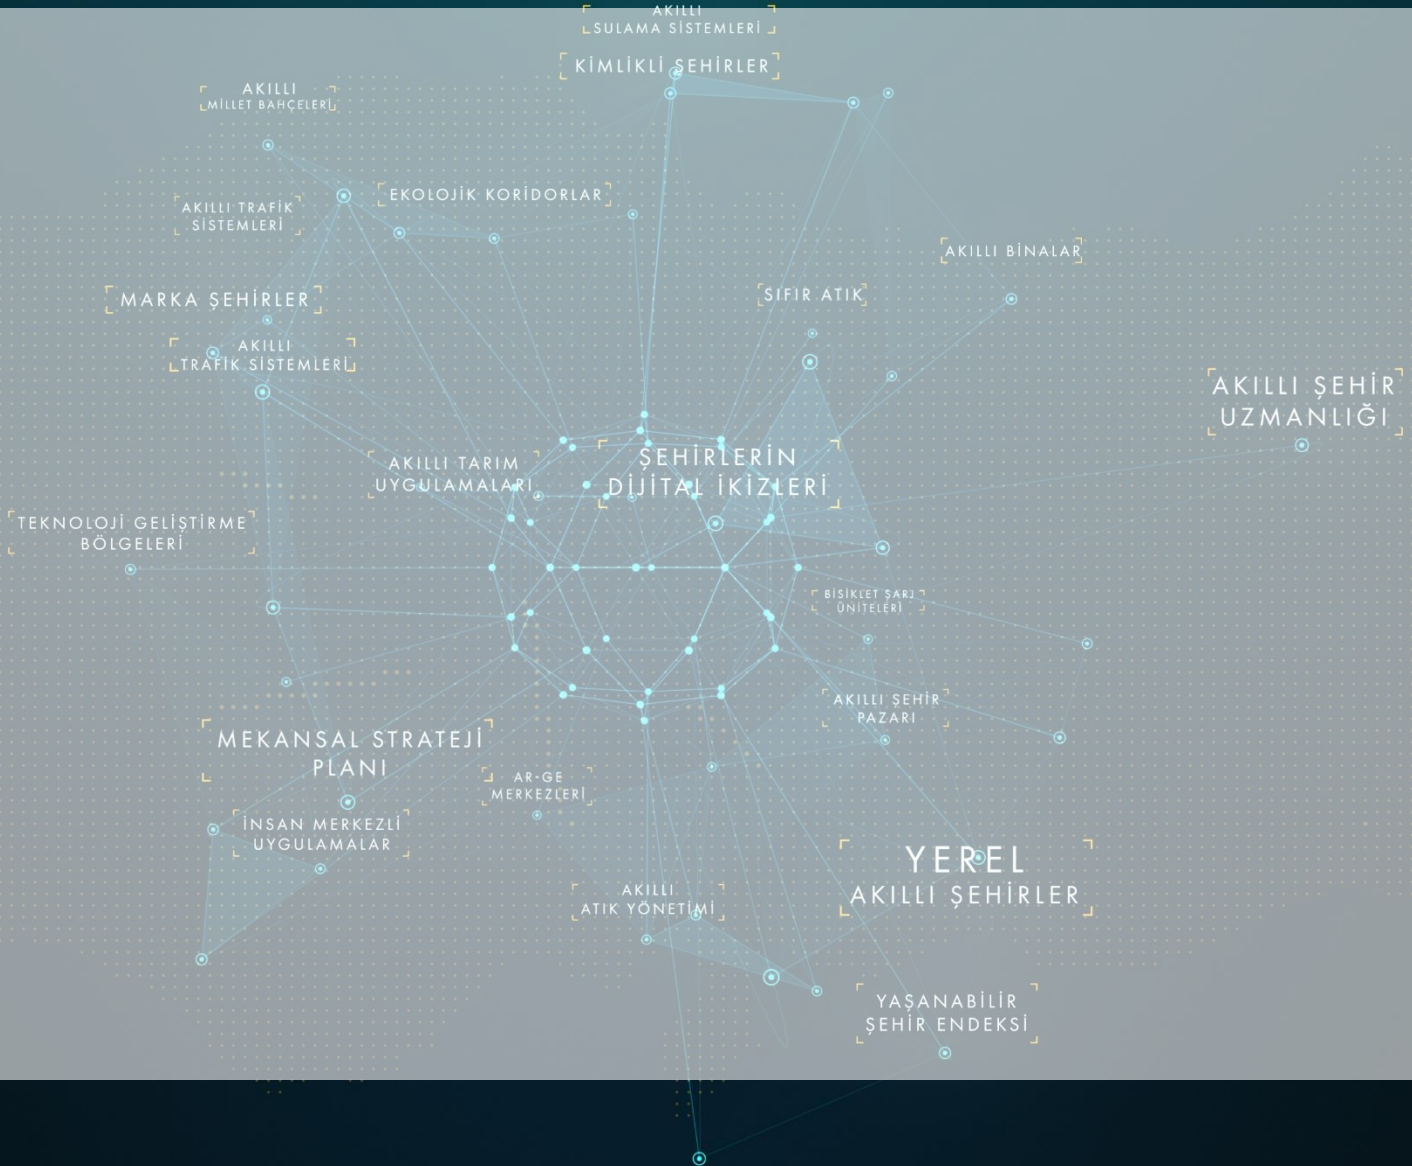 AKILLI
SULAMA SİSTEMLERİ
KİMLİKLİ ŞEHİRLER
AKILLI
MİLLET BAHÇELERİ
EKOLOJİK KORİDORLAR
AKILLI TRAFİK
SİSTEMLERİ
AKILLI BİNALAR
MARKA ŞEHİRLER
SIFIR ATIK
AKILLI
TRAFİK SİSTEMLERİ
AKILLI ŞEHİR
UZMANLIĞI
ŞEHİRLERİN
DİJİTAL İKİZLERİ
AKILLI TARIM
UYGULAMALARI
TEKNOLOJİ GELİŞTİRME
BÖLGELERİ
BİSİKLET ŞARJ
ÜNİTELERİ
AKILLI ŞEHİR
PAZARI
MEKANSAL STRATEJİ
PLANI
AR-GE
MERKEZLERİ
İNSAN MERKEZLİ
UYGULAMALAR
YEREL
AKILLI ŞEHİRLER
AKILLI
ATIK YÖNETİMİ
YAŞANABİLİR
ŞEHİR ENDEKSİ